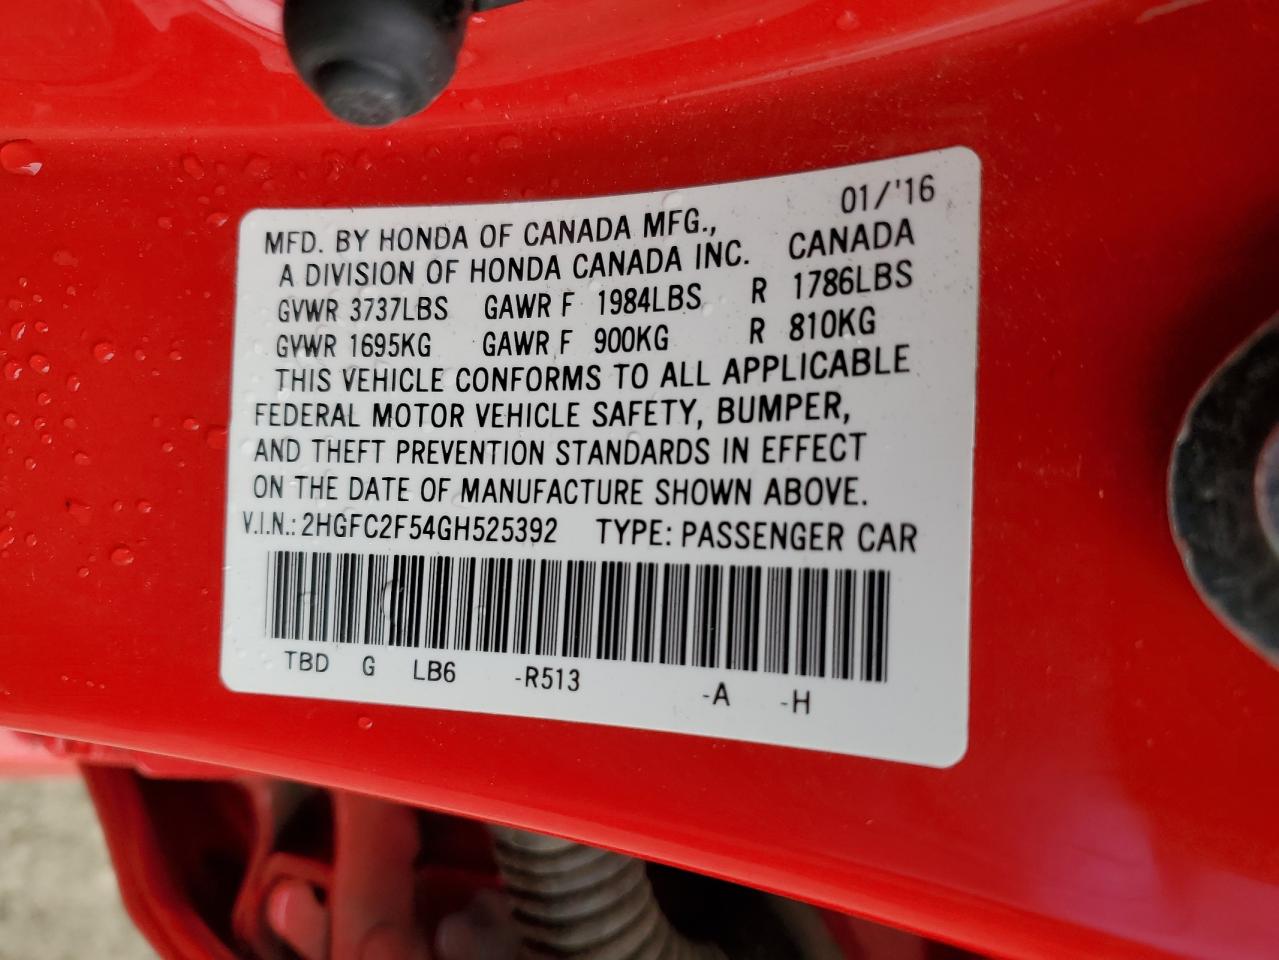 01/'16
MFD. BY HONDA OF CANADA MFG.,
A DIVISION OF HONDA CANADA INC. CANADA
GVWR 3737LBS GAWR F 1984LBS R 1786LBS
GVWR 1695KG GAWR F 900KG R 810KG
THIS VEHICLE CONFORMS TO ALL APPLICABLE
FEDERAL MOTOR VEHICLE SAFETY, BUMPER,
AND THEFT PREVENTION STANDARDS IN EFFECT
ON THE DATE OF MANUFACTURE SHOWN ABOVE.
V.I.N.: 2HGFC2F54GH525392 TYPE: PASSENGER CAR
TBD G LB6 -R513 -A -H